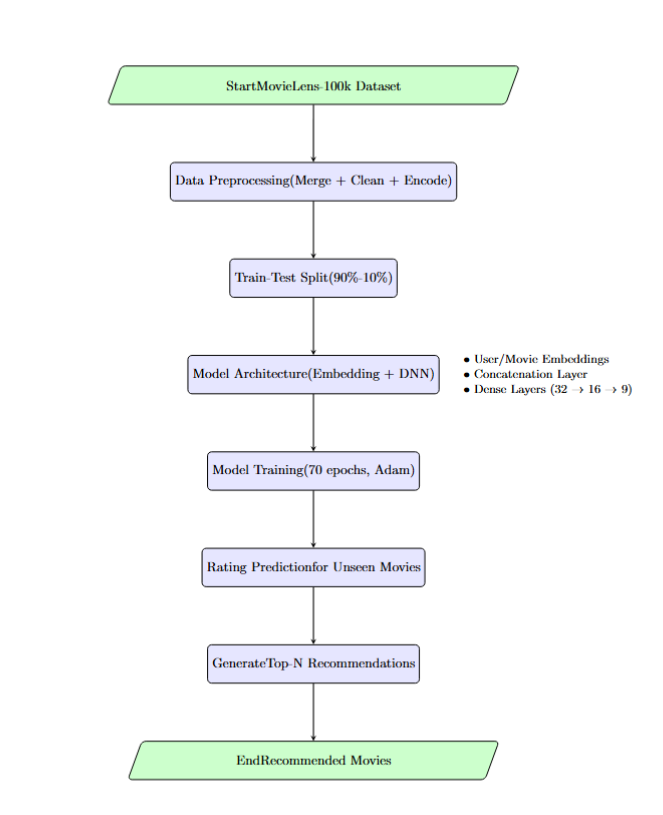 StartMovieLens-100k Dataset
Data Preprocessing(Merge + Clean + Encode)
Train-Test Split(90%-10%)
Model Architecture(Embedding + DNN)
• User/Movie Embeddings
• Concatenation Layer
• Dense Layers (32 → 16 → 9)
Model Training(70 epochs, Adam)
Rating Predictionfor Unseen Movies
GenerateTop-N Recommendations
EndRecommended Movies